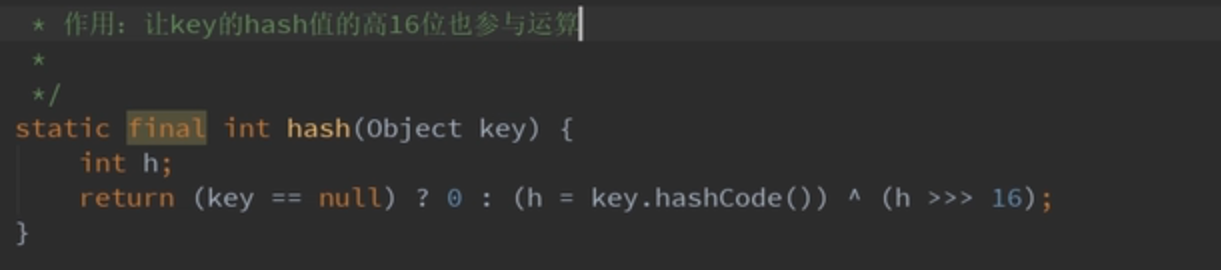 * 作用：让key的hash值的高16位也参与运算
*
*/
static final int hash(Object key) {
int h;
return (key == null) ? 0 : (h = key.hashCode()) ^ (h >>> 16);
}